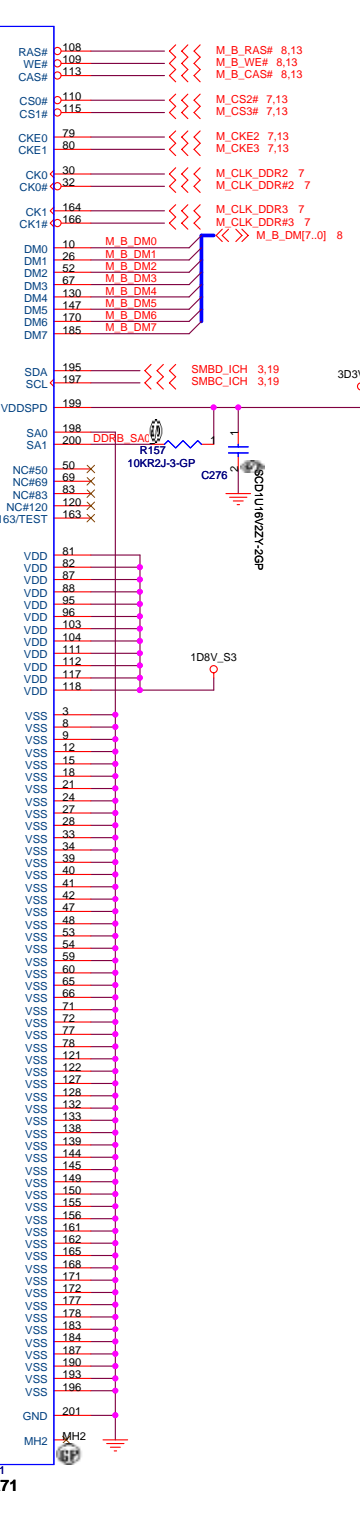 RAS# 108 M_B_RAS# 8,13
WE# 109 M_B_WE# 8,13
CAS# 113 M_B_CAS# 8,13
CS0# 110 M_CS2# 7,13
CS1# 115 M_CS3# 7,13
CKE0 79 M_CKE2 7,13
CKE1 80 M_CKE3 7,13
CK0 30 M_CLK_DDR2 7
CK0# 32 M_CLK_DDR#2 7
CK1 164 M_CLK_DDR3 7
CK1# 166 M_CLK_DDR#3 7
M_B_DM[7..0] 8
DM0 10 M_B_DM0
DM1 26 M_B_DM1
DM2 52 M_B_DM2
DM3 67 M_B_DM3
DM4 130 M_B_DM4
DM5 147 M_B_DM5
DM6 170 M_B_DM6
DM7 185 M_B_DM7
SDA 195 SMBD_ICH 3,19
SCL 197 SMBC_ICH 3,19
3D3V
VDDSPD 199
SA0 198 1
SA1 200 DDRB_SA0 1
R157
10KR2J-3-GP
C276 2
SCD1U16V2ZY-2GP
NC#50 50
NC#69 69
NC#83 83
NC#120 120
163/TEST 163
VDD 81
VDD 82
VDD 87
VDD 88
VDD 95
VDD 96
VDD 103
VDD 104
VDD 111
VDD 112
VDD 117
VDD 118
1D8V_S3
VSS 3
VSS 8
VSS 9
VSS 12
VSS 15
VSS 18
VSS 21
VSS 24
VSS 27
VSS 28
VSS 33
VSS 34
VSS 39
VSS 40
VSS 41
VSS 42
VSS 47
VSS 48
VSS 53
VSS 54
VSS 59
VSS 60
VSS 65
VSS 66
VSS 71
VSS 72
VSS 77
VSS 78
VSS 121
VSS 122
VSS 127
VSS 128
VSS 132
VSS 133
VSS 138
VSS 139
VSS 144
VSS 145
VSS 149
VSS 150
VSS 155
VSS 156
VSS 161
VSS 162
VSS 165
VSS 168
VSS 171
VSS 172
VSS 177
VSS 178
VSS 183
VSS 184
VSS 187
VSS 190
VSS 193
VSS 196
GND 201
MH2 MH2
GP
1
71